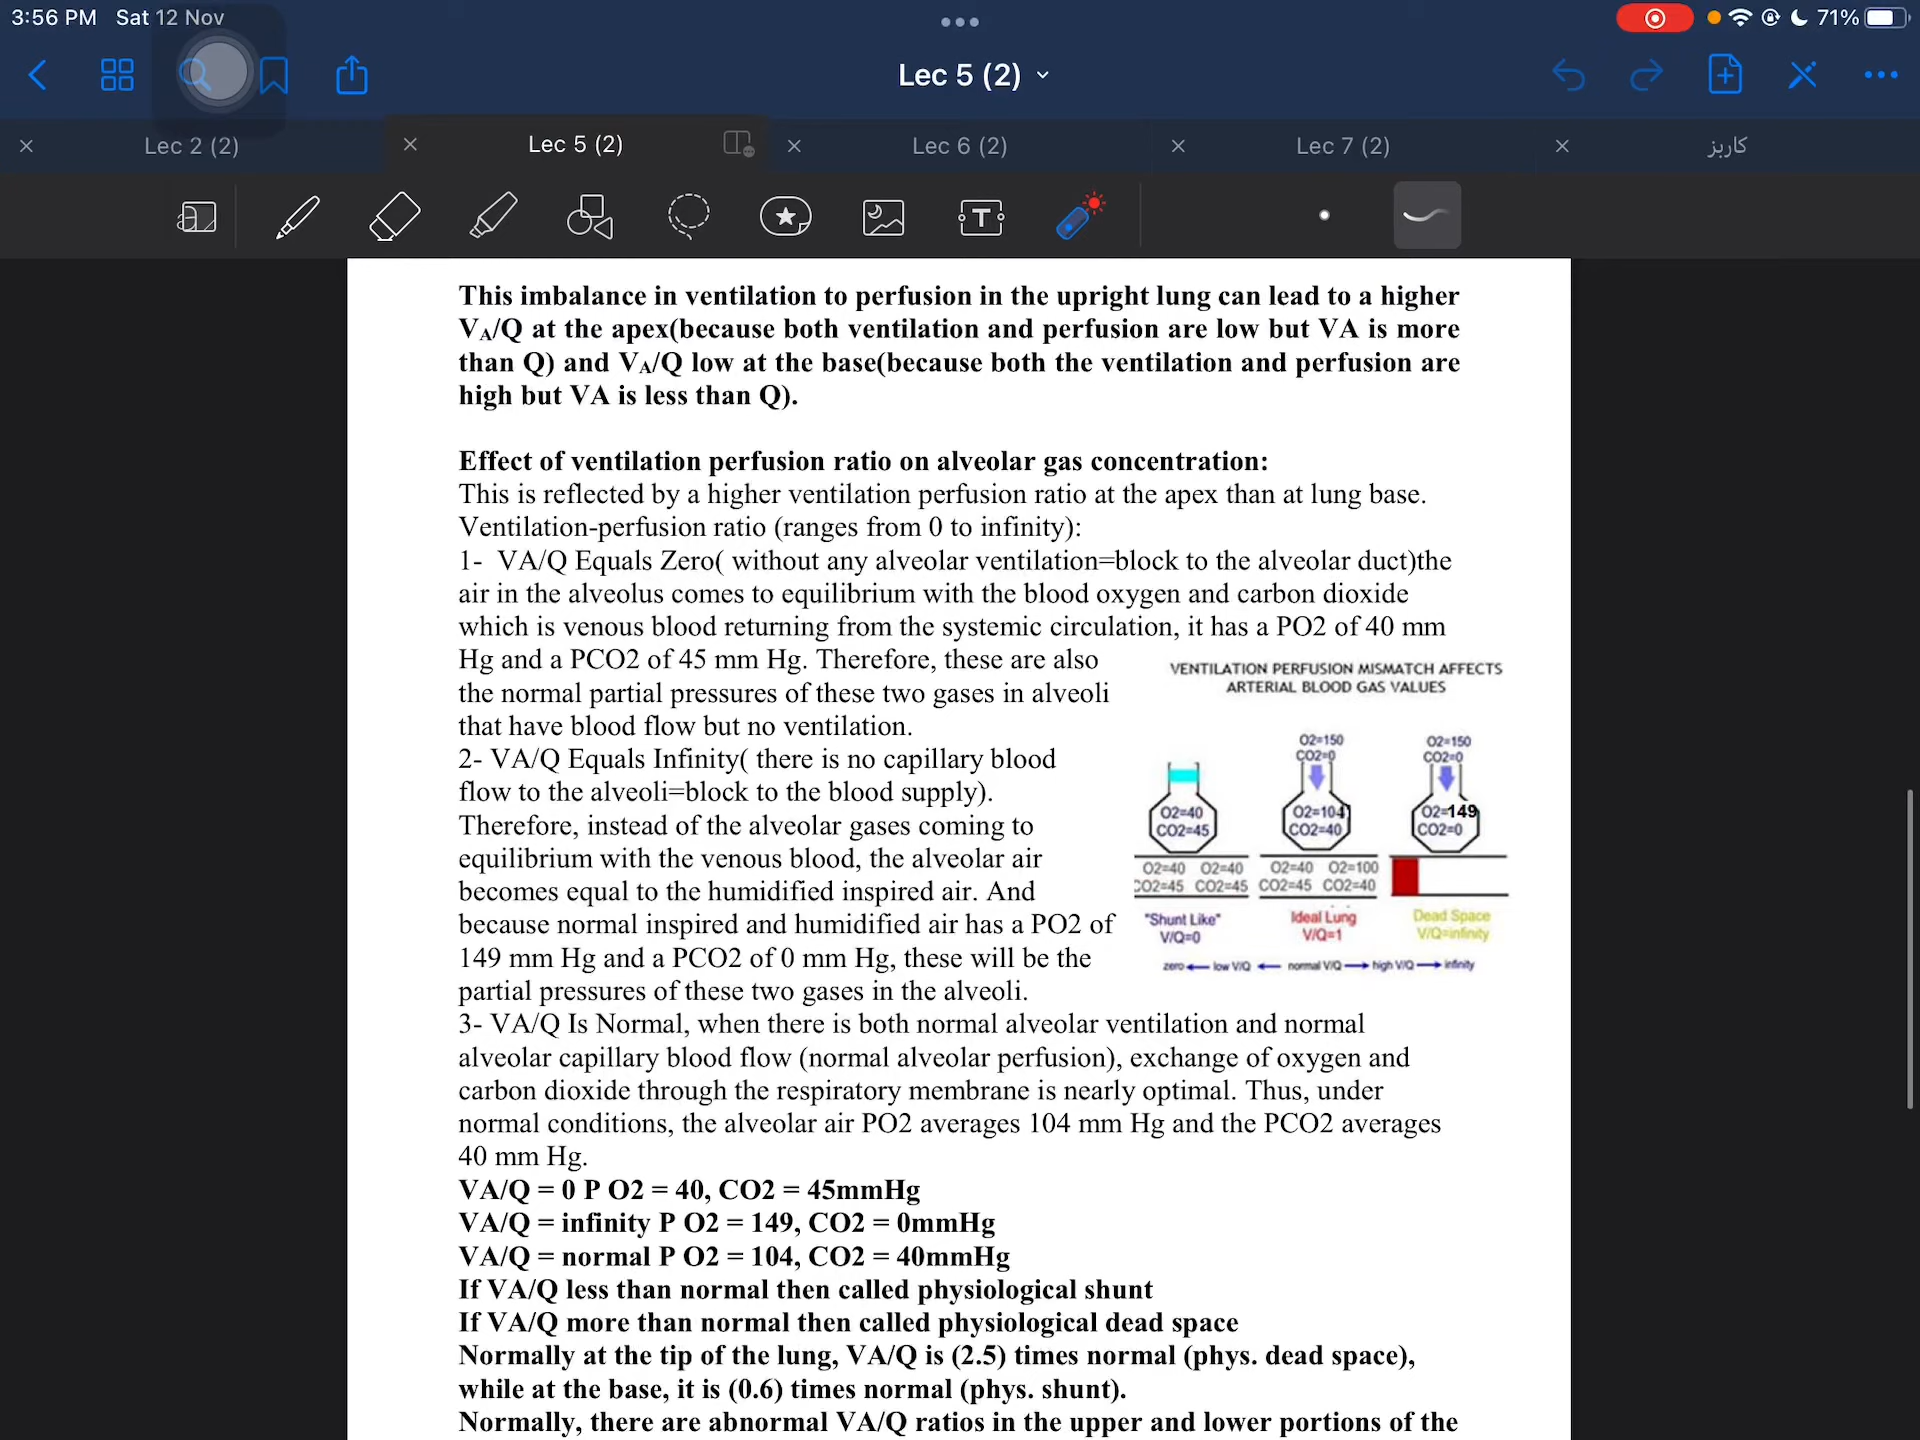 3:56 PM Sat 12 Nov
71%
Lec 5 (2)
Lec 2 (2)
Lec 5 (2)
Lec 6 (2)
Lec 7 (2)
كاربز
This imbalance in ventilation to perfusion in the upright lung can lead to a higher
VA/Q at the apex(because both ventilation and perfusion are low but VA is more
than Q) and VA/Q low at the base(because both the ventilation and perfusion are
high but VA is less than Q).
Effect of ventilation perfusion ratio on alveolar gas concentration:
This is reflected by a higher ventilation perfusion ratio at the apex than at lung base.
Ventilation-perfusion ratio (ranges from 0 to infinity):
1- VA/Q Equals Zero( without any alveolar ventilation=block to the alveolar duct)the
air in the alveolus comes to equilibrium with the blood oxygen and carbon dioxide
which is venous blood returning from the systemic circulation, it has a PO2 of 40 mm
Hg and a PCO2 of 45 mm Hg. Therefore, these are also
the normal partial pressures of these two gases in alveoli
that have blood flow but no ventilation.
2- VA/Q Equals Infinity( there is no capillary blood
flow to the alveoli=block to the blood supply).
Therefore, instead of the alveolar gases coming to
equilibrium with the venous blood, the alveolar air
becomes equal to the humidified inspired air. And
because normal inspired and humidified air has a PO2 of
149 mm Hg and a PCO2 of 0 mm Hg, these will be the
partial pressures of these two gases in the alveoli.
VENTILATION PERFUSION MISMATCH AFFECTS
ARTERIAL BLOOD GAS VALUES
O2=150 O2=150
CO2=0 CO2=0
O2=40 O2=104 O2=149
CO2=45 CO2=40 CO2=0
O2=40 O2=40 O2=40 O2=100
CO2=45 CO2=45 CO2=45 CO2=40
"Shunt Like" Ideal Lung Dead Space
V/Q=0 V/Q=1 V/Q=infinity
zero low V/Q normal V/Q high V/Q infinity
3- VA/Q Is Normal, when there is both normal alveolar ventilation and normal
alveolar capillary blood flow (normal alveolar perfusion), exchange of oxygen and
carbon dioxide through the respiratory membrane is nearly optimal. Thus, under
normal conditions, the alveolar air PO2 averages 104 mm Hg and the PCO2 averages
40 mm Hg.
VA/Q = 0 P O2 = 40, CO2 = 45mmHg
VA/Q = infinity P O2 = 149, CO2 = 0mmHg
VA/Q = normal P O2 = 104, CO2 = 40mmHg
If VA/Q less than normal then called physiological shunt
If VA/Q more than normal then called physiological dead space
Normally at the tip of the lung, VA/Q is (2.5) times normal (phys. dead space),
while at the base, it is (0.6) times normal (phys. shunt).
Normally, there are abnormal VA/Q ratios in the upper and lower portions of the